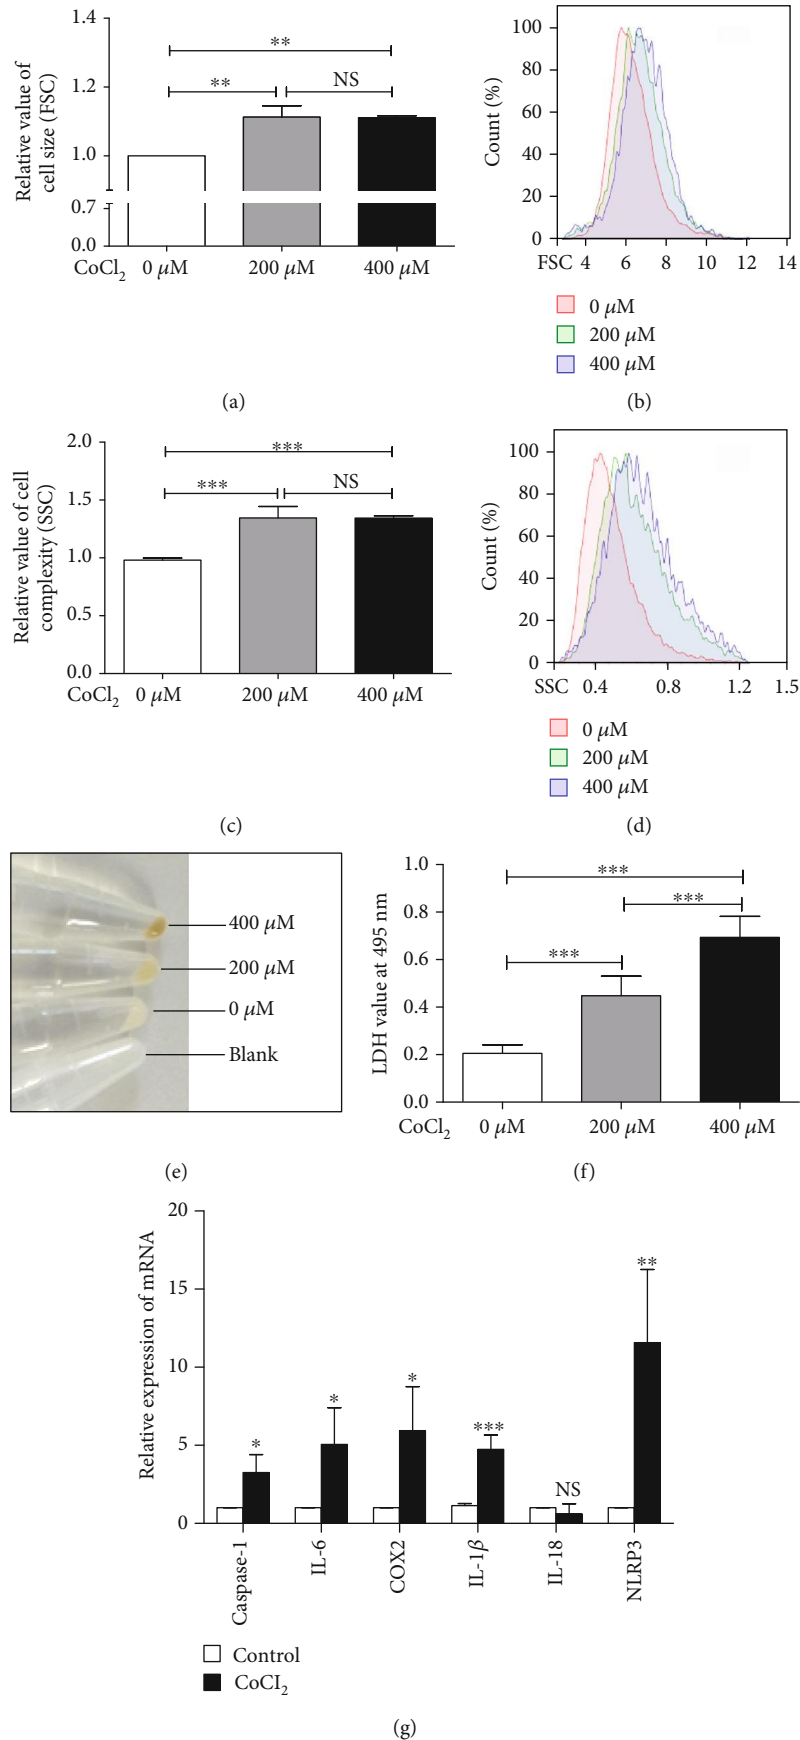 Relative value of
cell size (FSC)
1.4
1.2
1.0
0.7
0.0
**
**
NS
CoCl2 0 μM 200 μM 400 μM
(a)
Count (%)
100
80
60
40
20
0
FSC 4 6 8 10 12 14
0 μM
200 μM
400 μM
(b)
Relative value of cell
complexity (SSC)
2.0
1.5
1.0
0.5
0.0
***
***
NS
CoCl2 0 μM 200 μM 400 μM
(c)
Count (%)
100
80
60
40
20
0
SSC 0.4 0.8 1.2 1.5
0 μM
200 μM
400 μM
(d)
400 μM
200 μM
0 μM
Blank
(e)
LDH value at 495 nm
1.0
0.8
0.6
0.4
0.2
0.0
***
***
***
CoCl2 0 μM 200 μM 400 μM
(f)
Relative expression of mRNA
20
15
10
5
0
*
*
*
***
NS
**
Caspase-1
IL-6
COX2
IL-1β
IL-18
NLRP3
Control
CoCI2
(g)